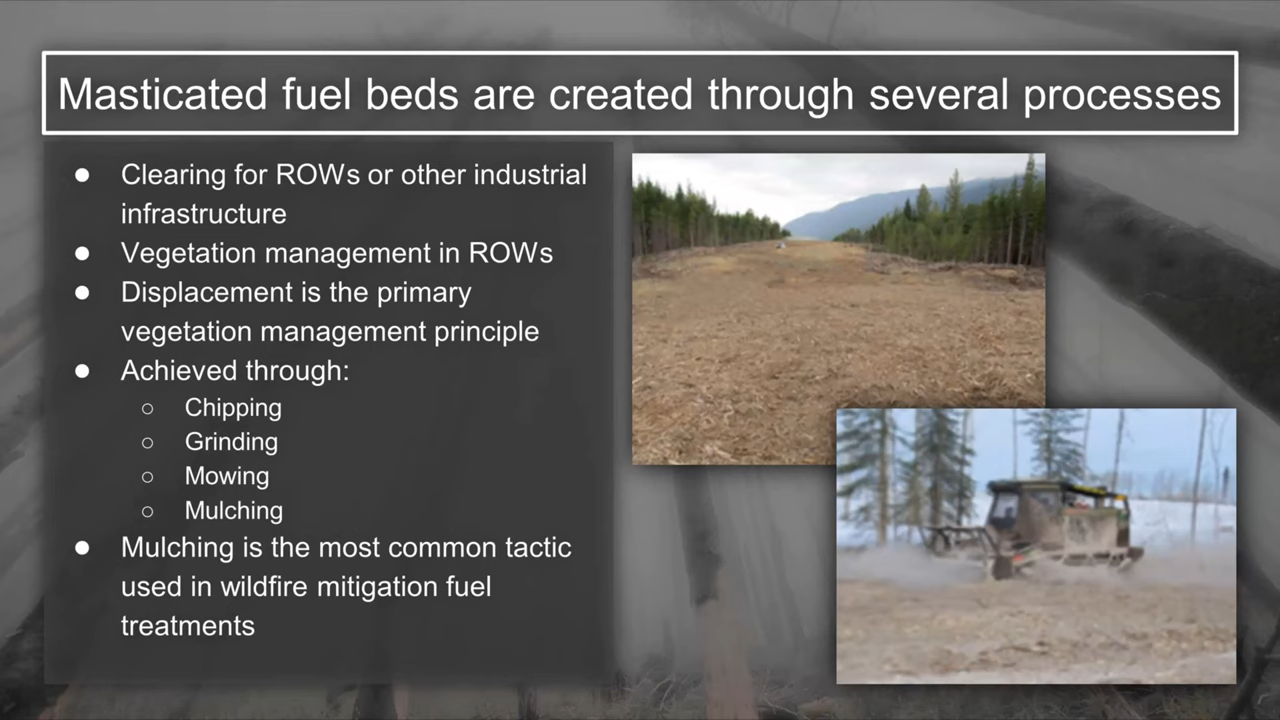 Masticated fuel beds are created through several processes
● Clearing for ROWs or other industrial
infrastructure
● Vegetation management in ROWs
● Displacement is the primary
vegetation management principle
● Achieved through:
○ Chipping
○ Grinding
○ Mowing
○ Mulching
● Mulching is the most common tactic
used in wildfire mitigation fuel
treatments